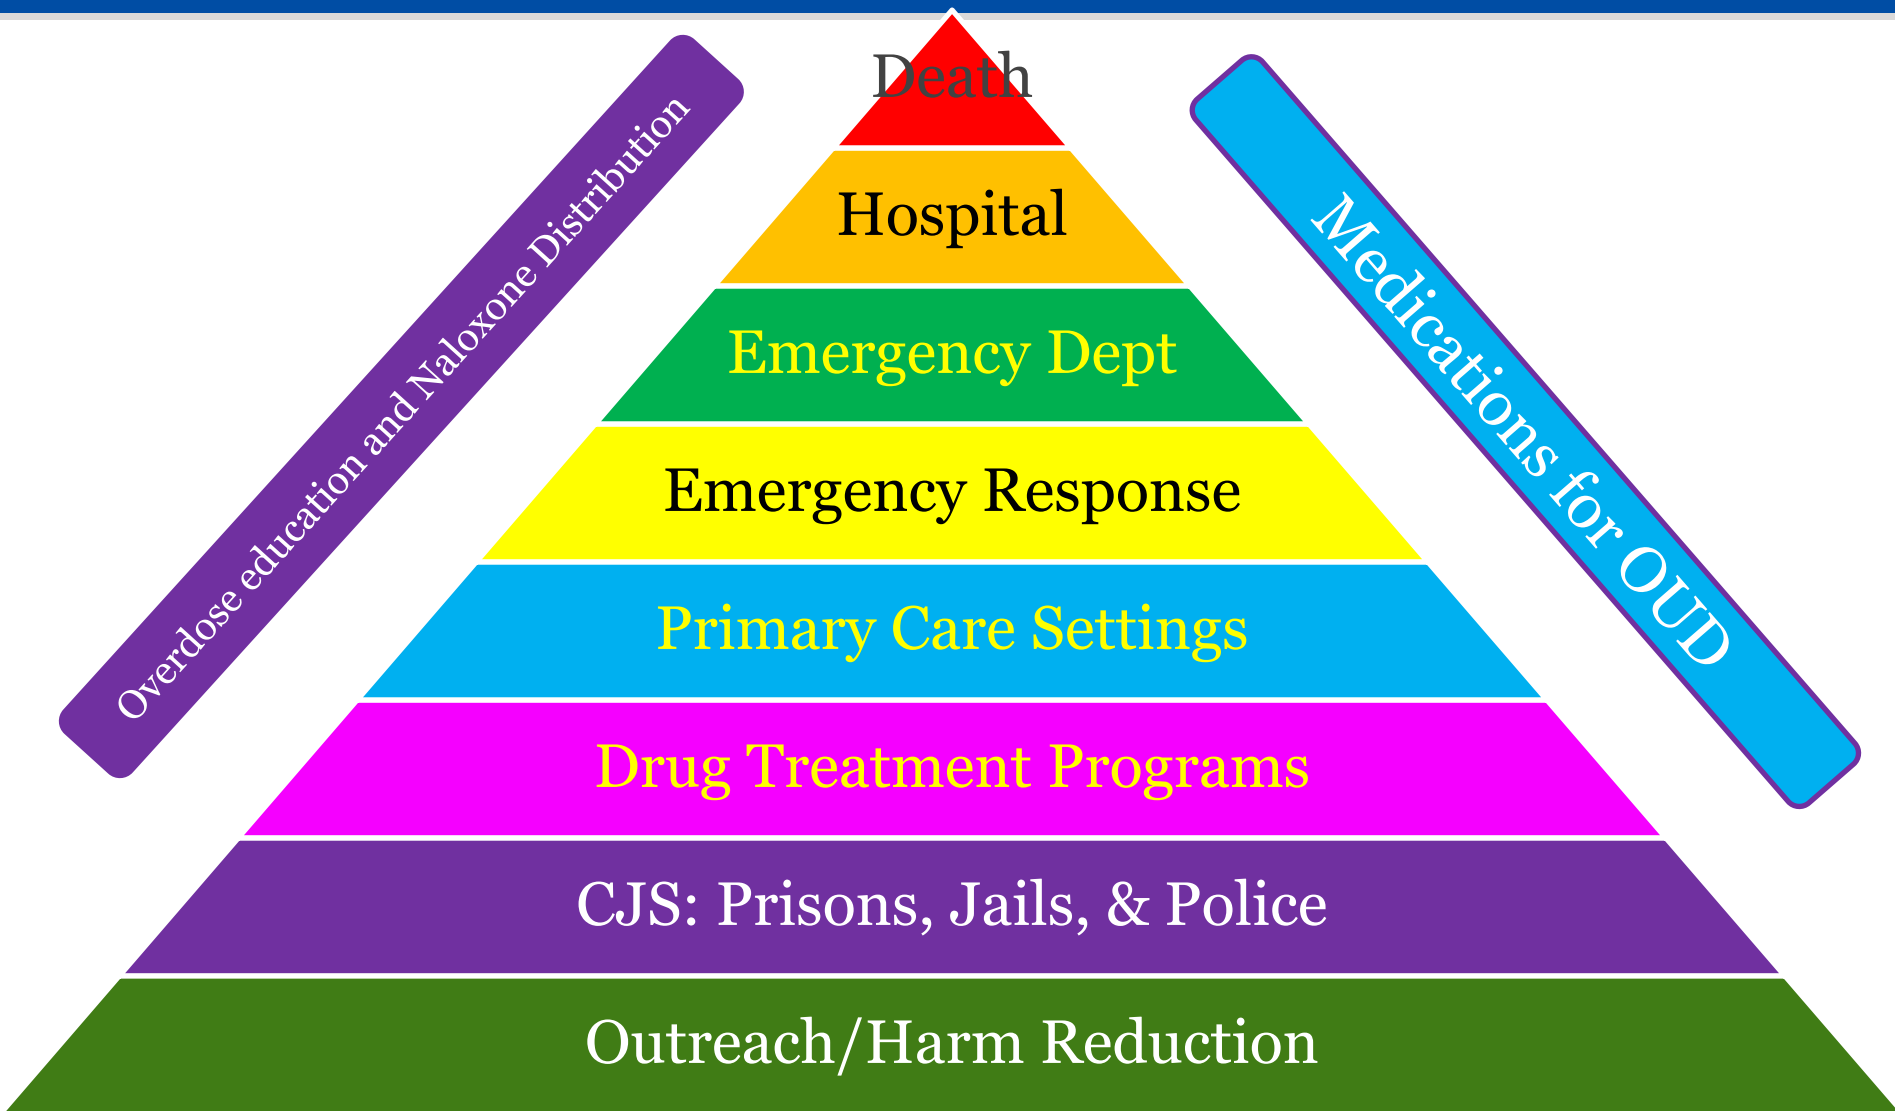 Death
Hospital
Emergency Dept
Emergency Response
Primary Care Settings
Drug Treatment Programs
CJS: Prisons, Jails, & Police
Outreach/Harm Reduction
Overdose education and Naloxone Distribution
Medications for OUD